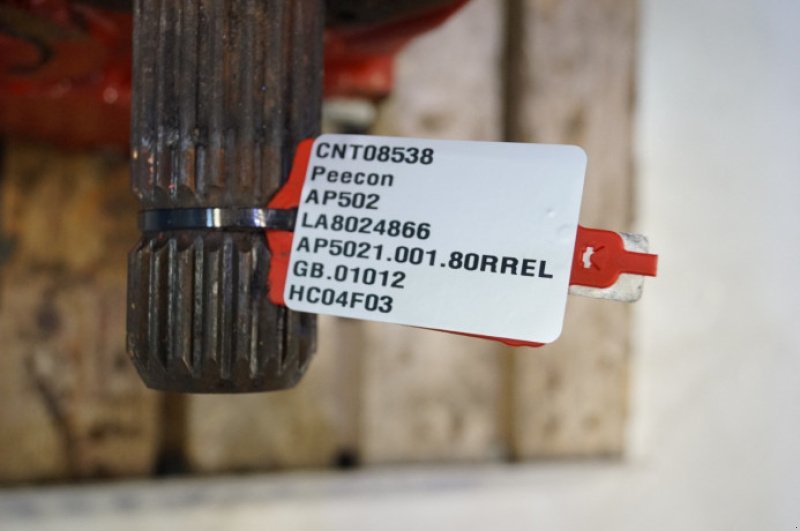 CNT08538
Peecon
AP502
LA8024866
AP5021.001.80RREL
GB.01012
HC04F03